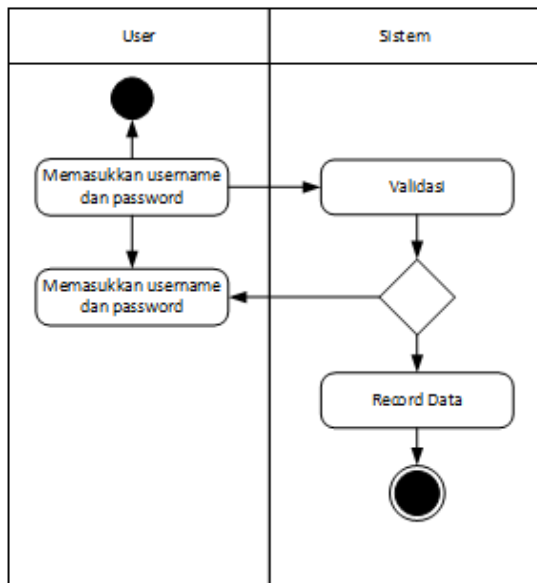 User
Sistem
Memasukkan username
dan password
Validasi
Memasukkan username
dan password
Record Data